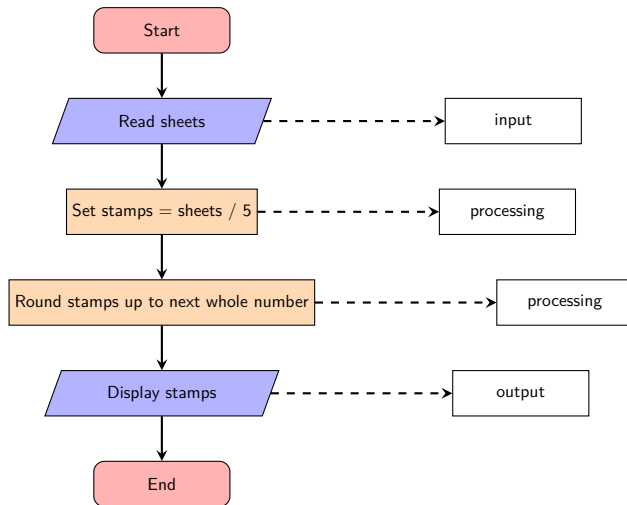 Start
Read sheets
input
Set stamps = sheets / 5
processing
Round stamps up to next whole number
processing
Display stamps
output
End